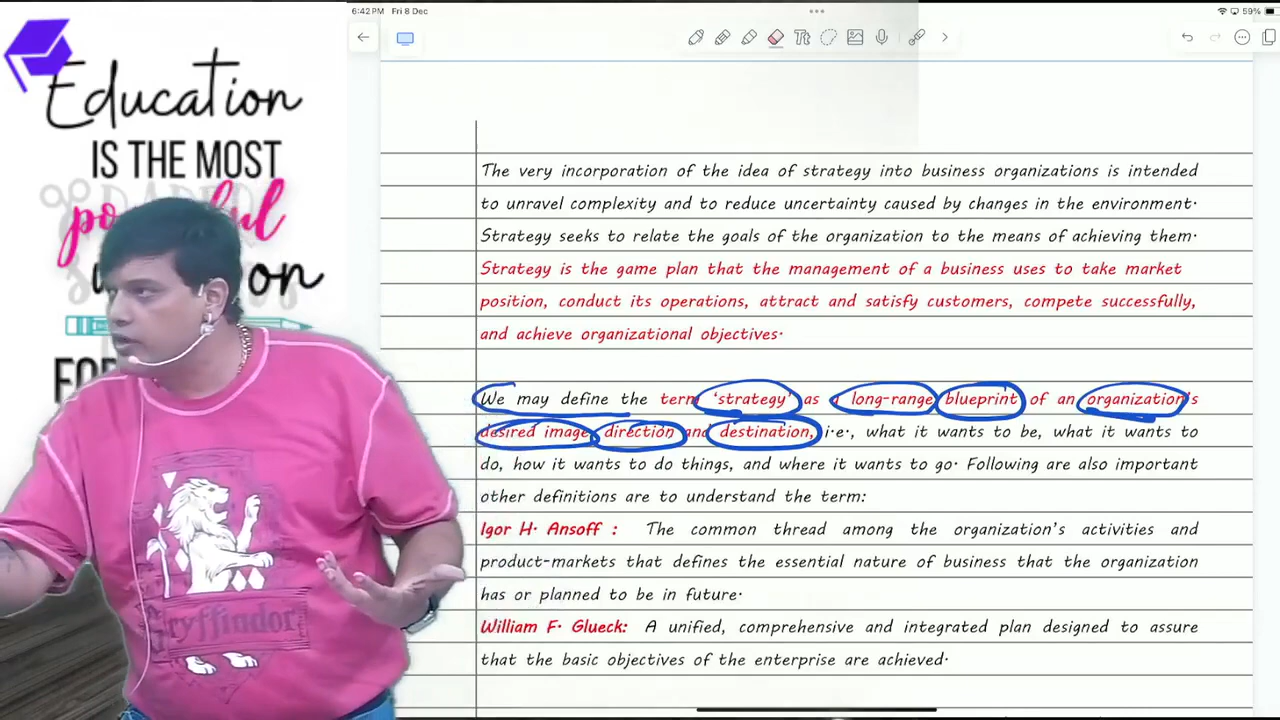 6:42 PM Fri 8 Dec
59%
Education
IS THE MOST
The very incorporation of the idea of strategy into business organizations is intended
to unravel complexity and to reduce uncertainty caused by changes in the environment.
Strategy seeks to relate the goals of the organization to the means of achieving them.
Strategy is the game plan that the management of a business uses to take market
position, conduct its operations, attract and satisfy customers, compete successfully,
and achieve organizational objectives.
We may define the term 'strategy' as a long-range blueprint of an organization's
desired image, direction and destination, i.e., what it wants to be, what it wants to
do, how it wants to do things, and where it wants to go. Following are also important
other definitions are to understand the term:
Igor H. Ansoff : The common thread among the organization's activities and
product-markets that defines the essential nature of business that the organization
has or planned to be in future.
William F. Glueck: A unified, comprehensive and integrated plan designed to assure
that the basic objectives of the enterprise are achieved.
Gryffindor